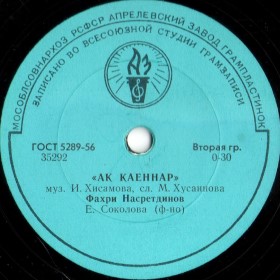 МОСОБЛСОВНАРХОЗ РСФСР АПРЕЛЕВСКИЙ ЗАВОД ГРАМПЛАСТИНОК
ЗАПИСАНО ВО ВСЕСОЮЗНОЙ СТУДИИ ГРАМЗАПИСИ
АЗ
ГОСТ 5289-56 Вторая гр.
35292 0-30
«АК КАЕННАР»
муз. И. Хисамова, сл. М. Хусаинова
Фахри Насретдинов
Е. Соколова (ф-но)